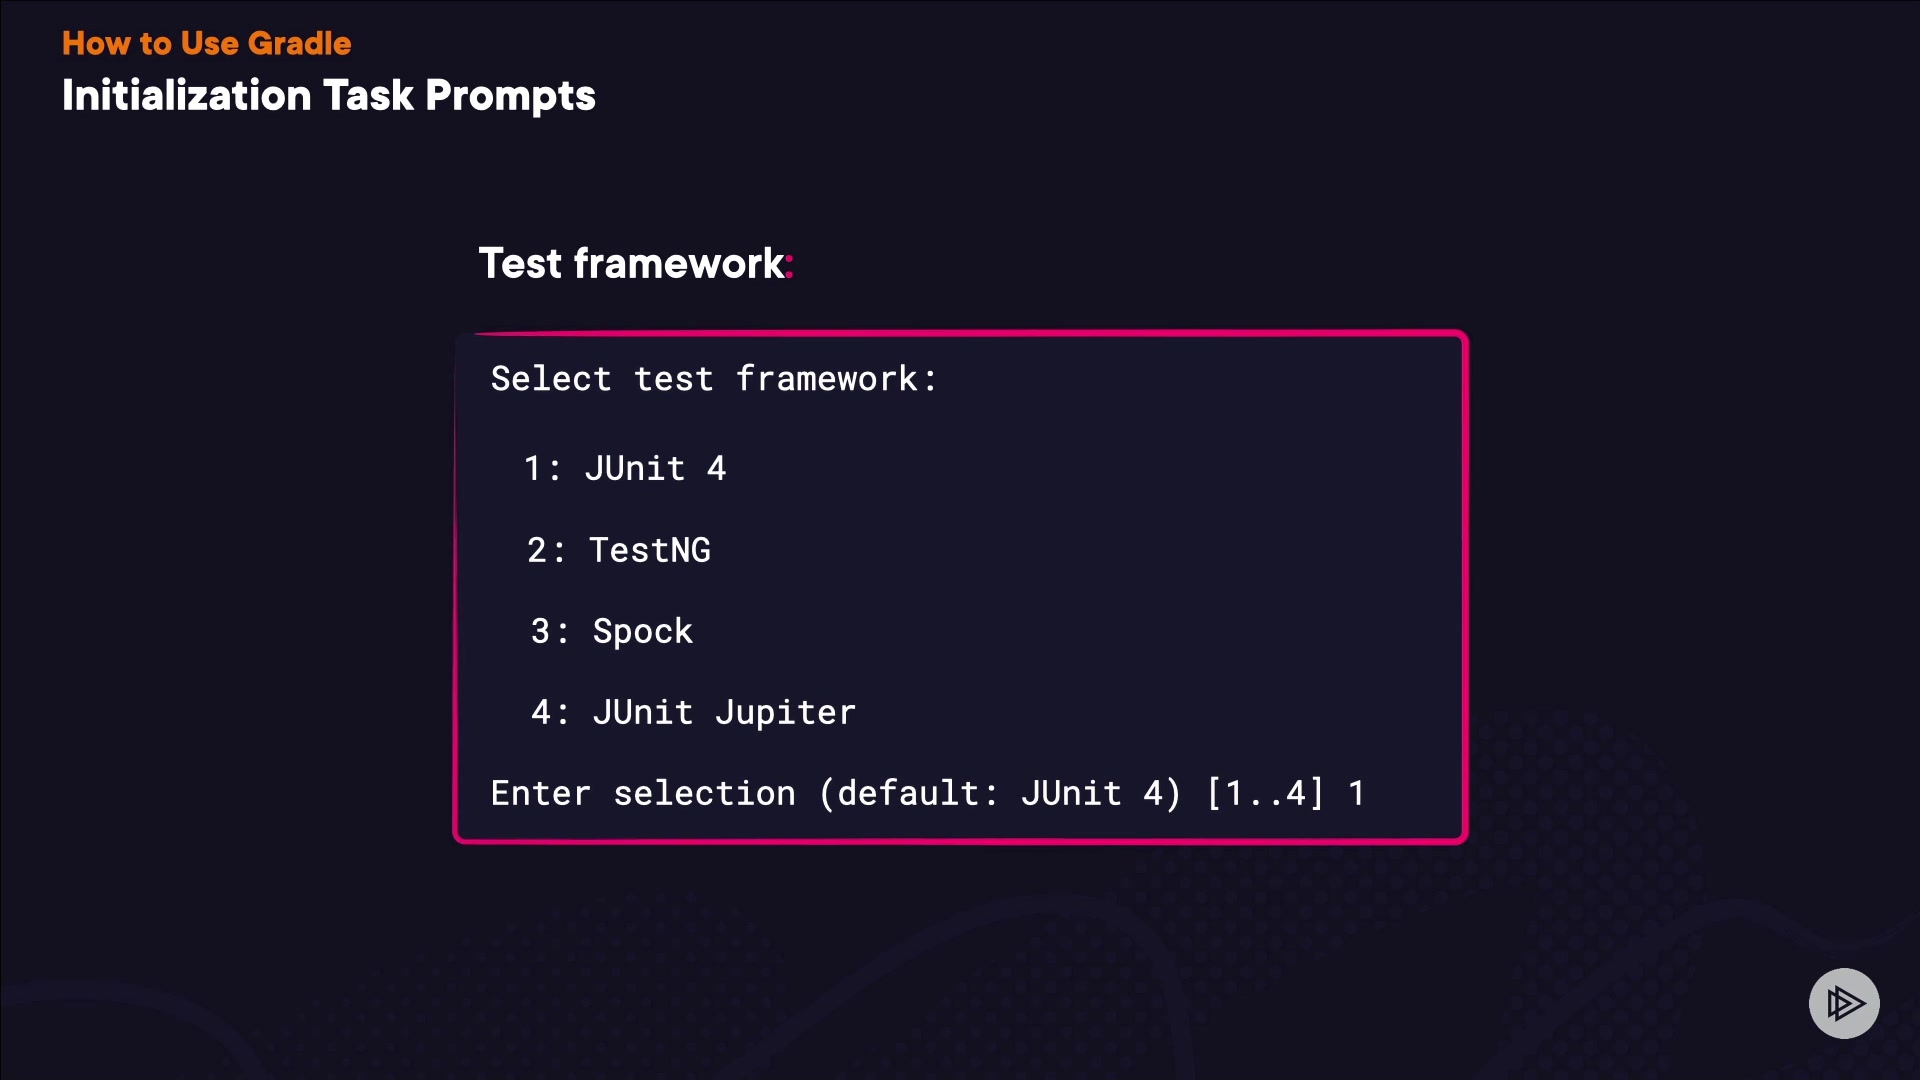 How to Use Gradle
Initialization Task Prompts
Test framework:
Select test framework:
1: JUnit 4
2: TestNG
3: Spock
4: JUnit Jupiter
Enter selection (default: JUnit 4) [1..4] 1